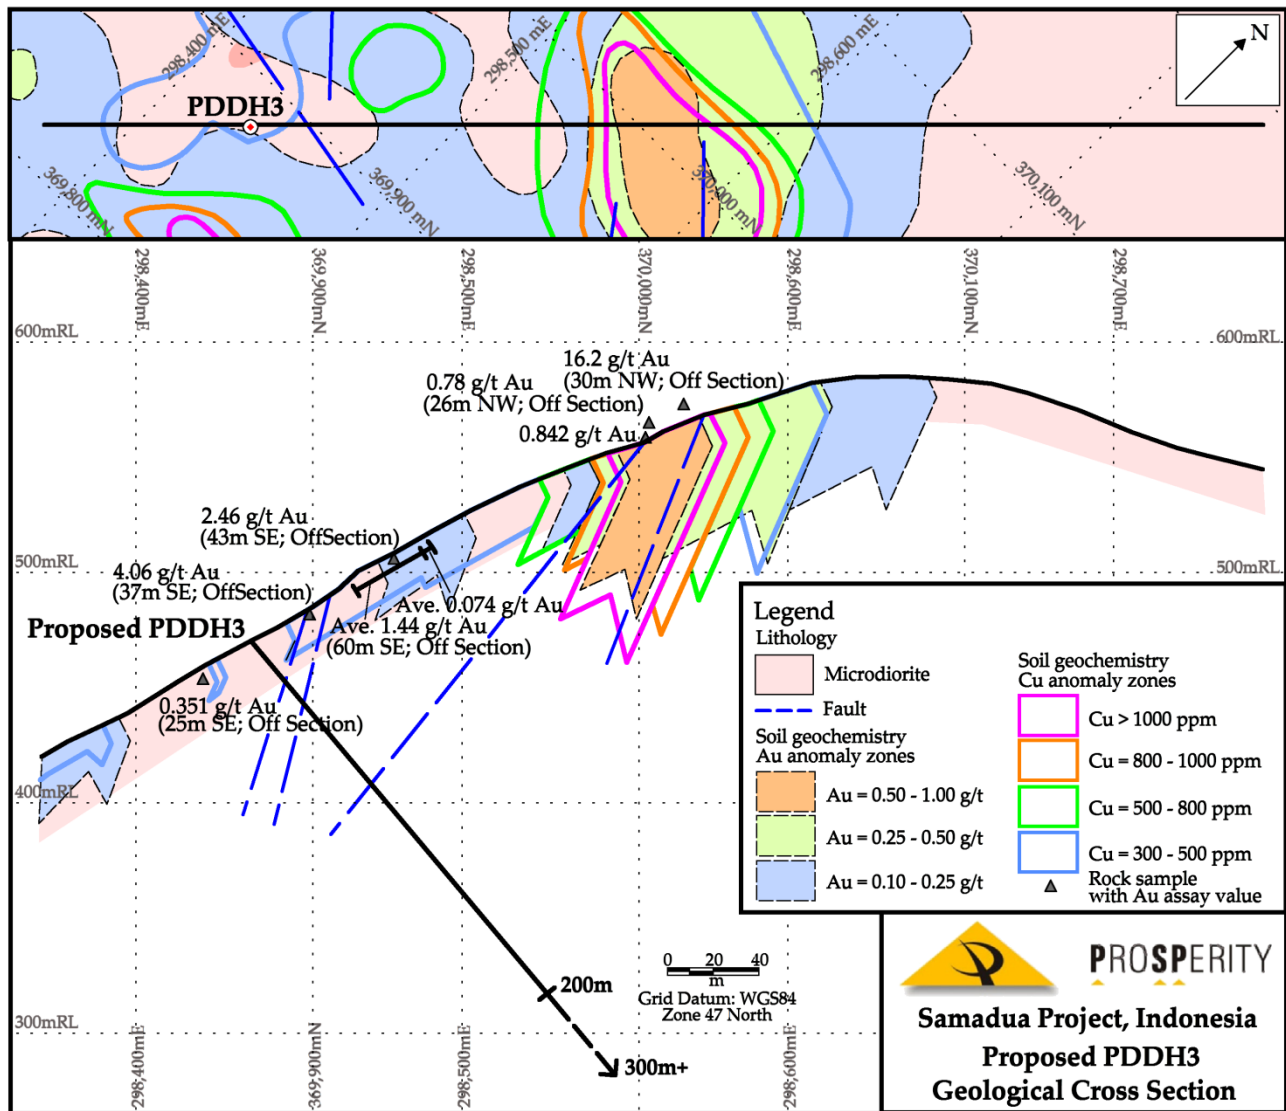 298,400 mE
298,500 mE
298,600 mE
N
PDDH3
369,800 mN
369,900 mN
370,000 mN
370,100 mN
298,400mE
369,900mN
298,500mE
370,000mN
298,600mE
370,100mN
298,700mE
600mRL
600mRL
16.2 g/t Au
(30m NW; Off Section)
0.78 g/t Au
(26m NW; Off Section)
0.842 g/t Au
2.46 g/t Au
(43m SE; OffSection)
500mRL
500mRL
4.06 g/t Au
(37m SE; OffSection)
Ave. 0.074 g/t Au
Ave. 1.44 g/t Au
(60m SE; Off Section)
Proposed PDDH3
0.351 g/t Au
(25m SE; Off Section)
400mRL
Legend
Lithology
Microdiorite
Fault
Soil geochemistry
Au anomaly zones
Au = 0.50 - 1.00 g/t
Au = 0.25 - 0.50 g/t
Au = 0.10 - 0.25 g/t
Soil geochemistry
Cu anomaly zones
Cu > 1000 ppm
Cu = 800 - 1000 ppm
Cu = 500 - 800 ppm
Cu = 300 - 500 ppm
Rock sample
with Au assay value
200m
300m+
0 20 40
m
Grid Datum: WGS84
Zone 47 North
300mRL
298,400mE
369,900mN
298,500mE
298,600mE
PROSPERITY
Samadua Project, Indonesia
Proposed PDDH3
Geological Cross Section